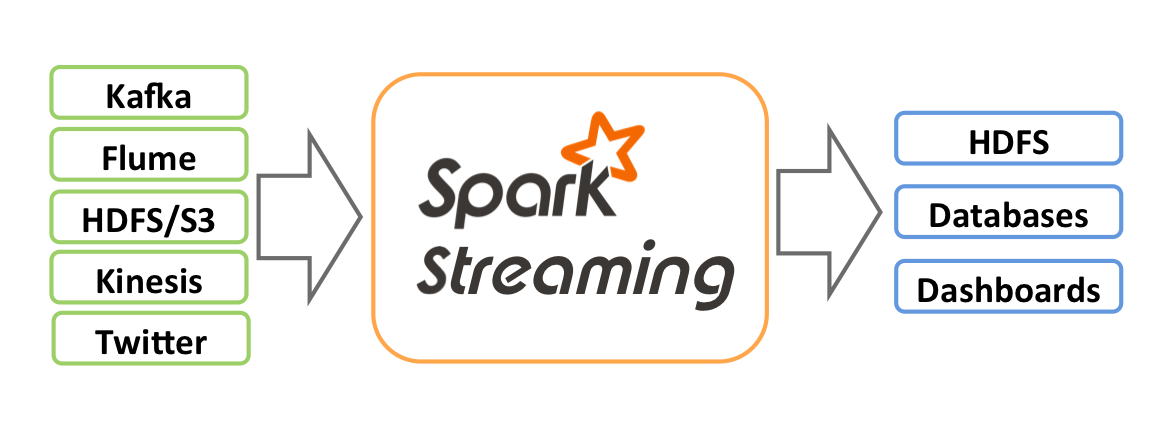 Kafka
Flume
HDFS/S3
Kinesis
Twitter
Spark
Streaming
HDFS
Databases
Dashboards